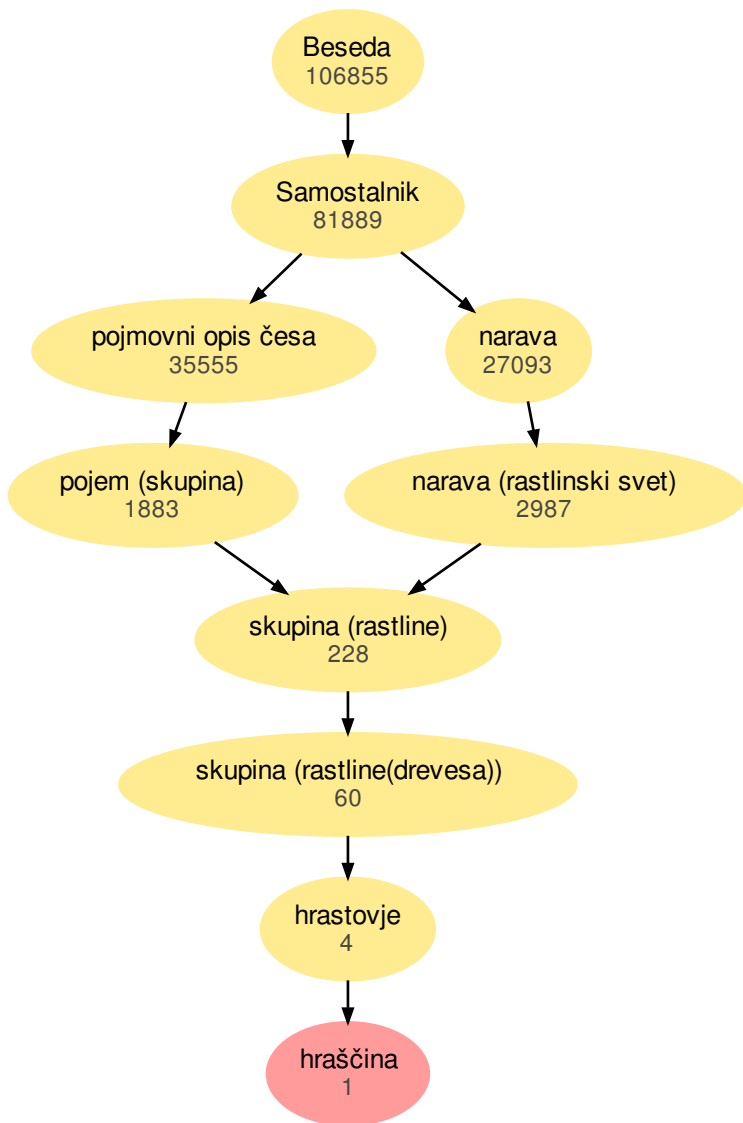 Beseda
106855
Samostalnik
81889
pojmovni opis česa
35555
narava
27093
pojem (skupina)
1883
narava (rastlinski svet)
2987
skupina (rastline)
228
skupina (rastline(drevesa))
60
hrastovje
4
hraščina
1